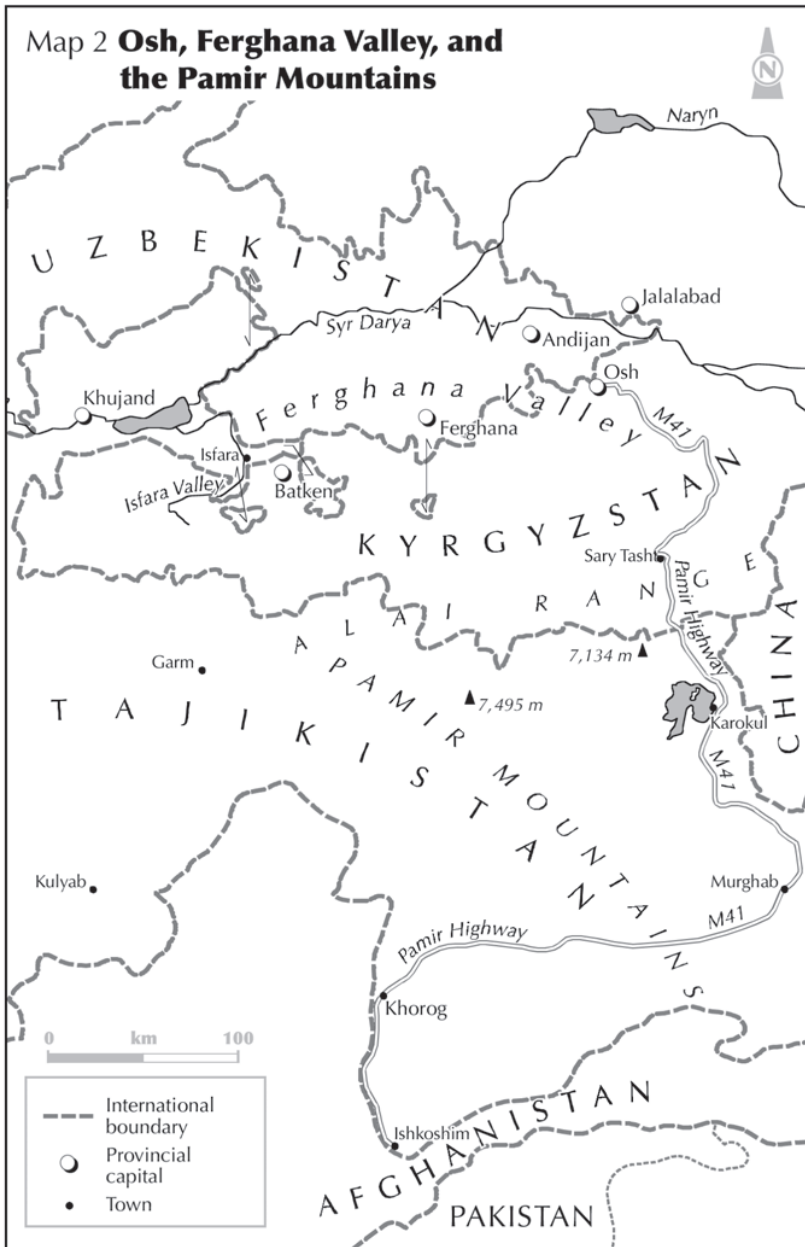 Map 2 Osh, Ferghana Valley, and
the Pamir Mountains
N
Naryn
UZBEKISTAN
Jalalabad
Syr Darya
Andijan
Osh
Khujand
Ferghana Valley
M41
Ferghana
Isfara
Batken
Isfara Valley
KYRGYZSTAN
Sary Tash
Pamir Highway
ALAI RANGE
CHINA
7,134 m
Garm
PAMIR MOUNTAINS
7,495 m
Karokul
TAJIKISTAN
M41
Kulyab
Murghab
M41
Pamir Highway
Khorog
0 km 100
International
boundary
Provincial
capital
Town
Ishkoshim
AFGHANISTAN
PAKISTAN